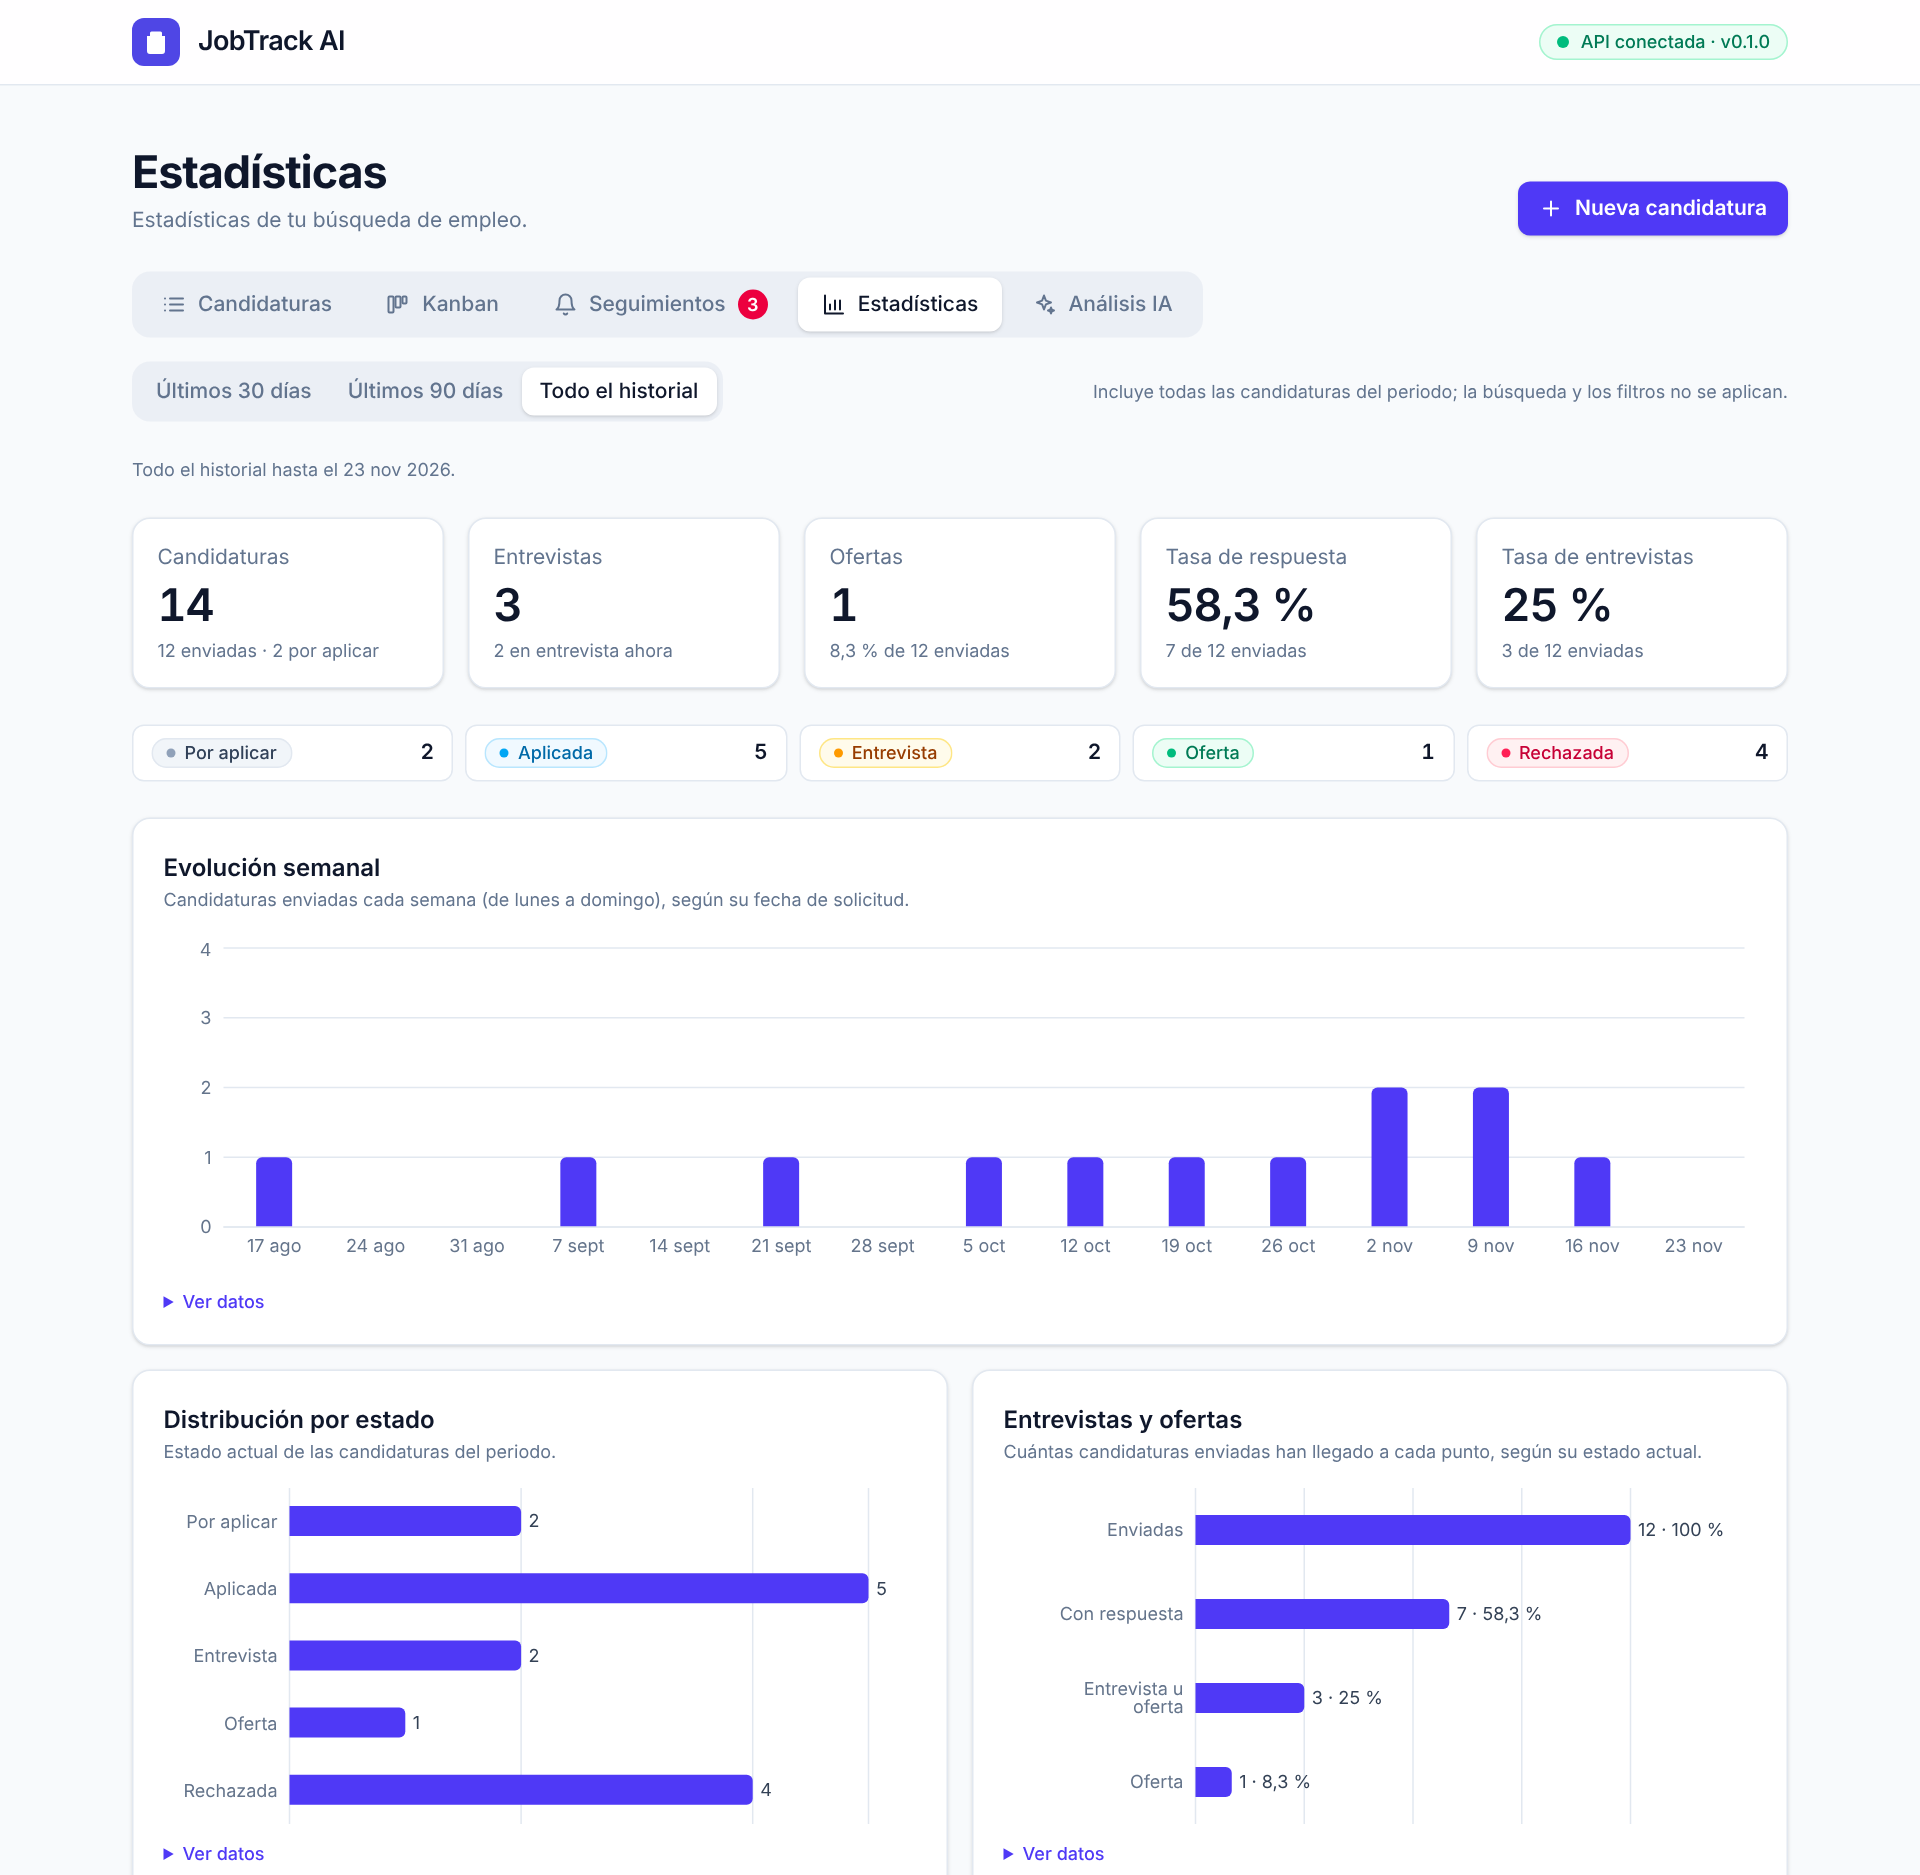 JobTrack AI
API conectada · v0.1.0
Estadísticas
Estadísticas de tu búsqueda de empleo.
+ Nueva candidatura
Candidaturas
Kanban
Seguimientos 3
Estadísticas
Análisis IA
Últimos 30 días
Últimos 90 días
Todo el historial
Incluye todas las candidaturas del periodo; la búsqueda y los filtros no se aplican.
Todo el historial hasta el 23 nov 2026.
Candidaturas
14
12 enviadas · 2 por aplicar
Entrevistas
3
2 en entrevista ahora
Ofertas
1
8,3 % de 12 enviadas
Tasa de respuesta
58,3 %
7 de 12 enviadas
Tasa de entrevistas
25 %
3 de 12 enviadas
Por aplicar 2
Aplicada 5
Entrevista 2
Oferta 1
Rechazada 4
Evolución semanal
Candidaturas enviadas cada semana (de lunes a domingo), según su fecha de solicitud.
4
3
2
1
0
17 ago 24 ago 31 ago 7 sept 14 sept 21 sept 28 sept 5 oct 12 oct 19 oct 26 oct 2 nov 9 nov 16 nov 23 nov
Ver datos
Distribución por estado
Estado actual de las candidaturas del periodo.
Por aplicar 2
Aplicada 5
Entrevista 2
Oferta 1
Rechazada 4
Ver datos
Entrevistas y ofertas
Cuántas candidaturas enviadas han llegado a cada punto, según su estado actual.
Enviadas 12 · 100 %
Con respuesta 7 · 58,3 %
Entrevista u
oferta 3 · 25 %
Oferta 1 · 8,3 %
Ver datos